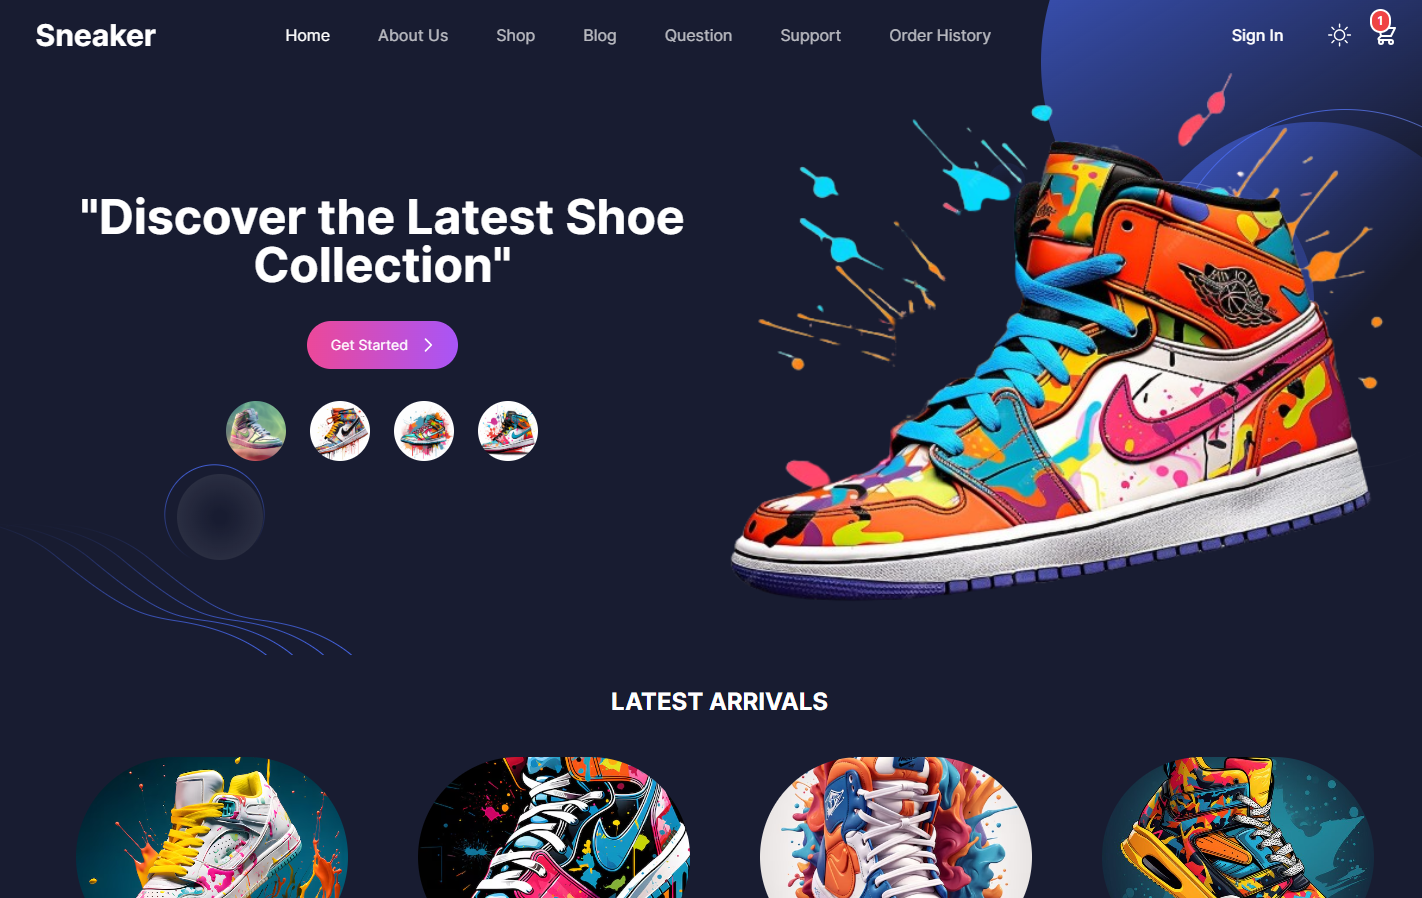 Sneaker
Home
About Us
Shop
Blog
Question
Support
Order History
Sign In
1
"Discover the Latest Shoe
Collection"
Get Started
LATEST ARRIVALS